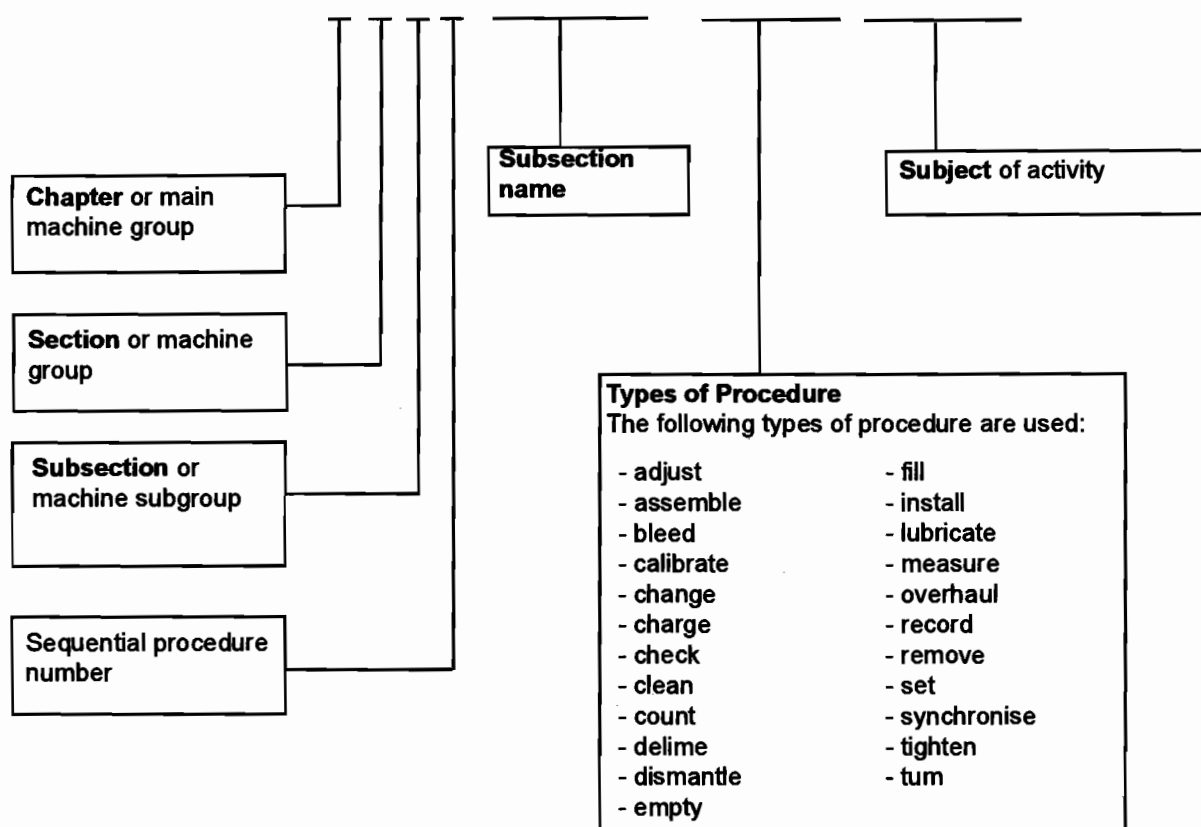 Subsection
name
Subject of activity
Chapter or main
machine group
Section or machine
group
Subsection or
machine subgroup
Sequential procedure
number
Types of Procedure
The following types of procedure are used:
- adjust
- assemble
- bleed
- calibrate
- change
- charge
- check
- clean
- count
- delime
- dismantle
- empty
- fill
- install
- lubricate
- measure
- overhaul
- record
- remove
- set
- synchronise
- tighten
- turn